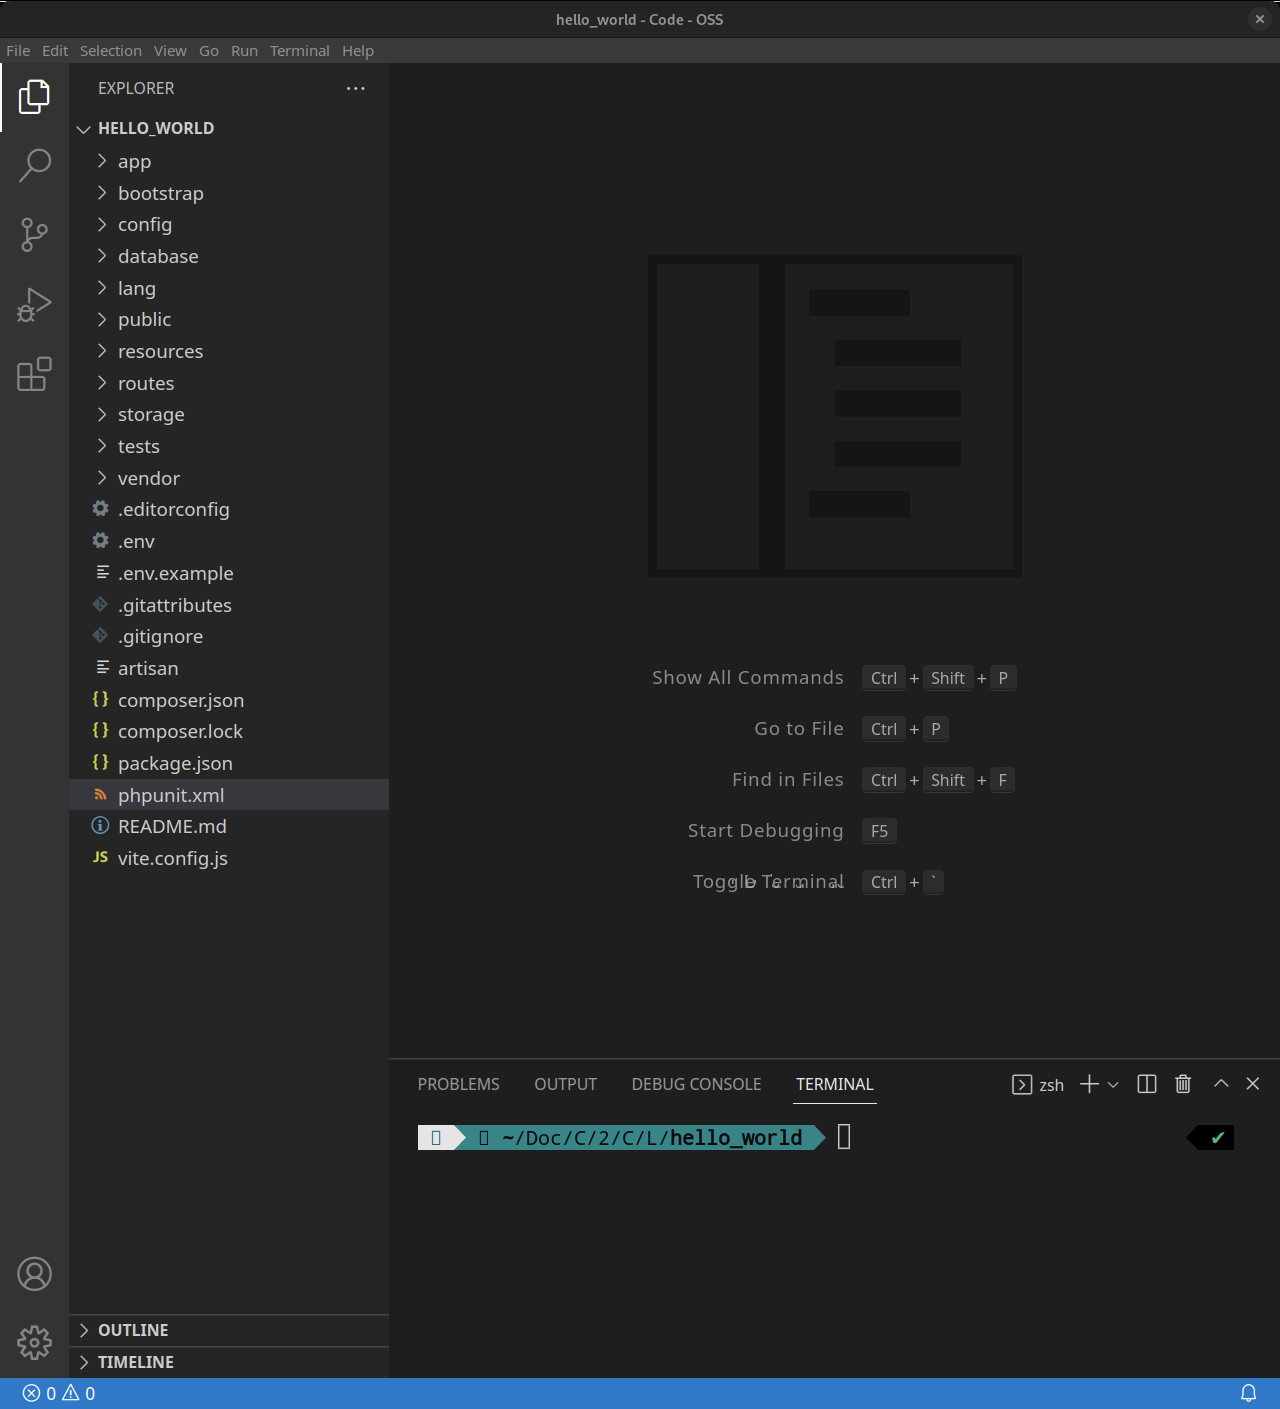 hello_world - Code - OSS
File Edit Selection View Go Run Terminal Help
EXPLORER
HELLO_WORLD
app
bootstrap
config
database
lang
public
resources
routes
storage
tests
vendor
.editorconfig
.env
.env.example
.gitattributes
.gitignore
artisan
composer.json
composer.lock
package.json
phpunit.xml
README.md
JS vite.config.js
OUTLINE
TIMELINE
Show All Commands Ctrl + Shift + P
Go to File Ctrl + P
Find in Files Ctrl + Shift + F
Start Debugging F5
Toggle Terminal Ctrl + `
PROBLEMS OUTPUT DEBUG CONSOLE TERMINAL zsh
~/Doc/C/2/C/L/hello_world
0 0